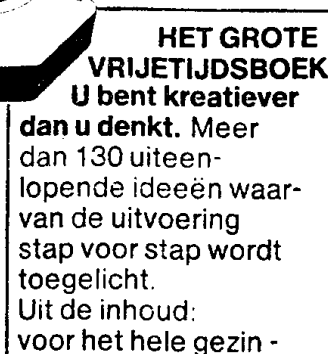 HET GROTE
VRIJETIJDSBOEK
U bent kreatiever
dan u denkt. Meer
dan 130 uiteen-
lopende ideeën waar-
van de uitvoering
stap voor stap wordt
toegelicht.
Uit de inhoud:
voor het hele gezin -